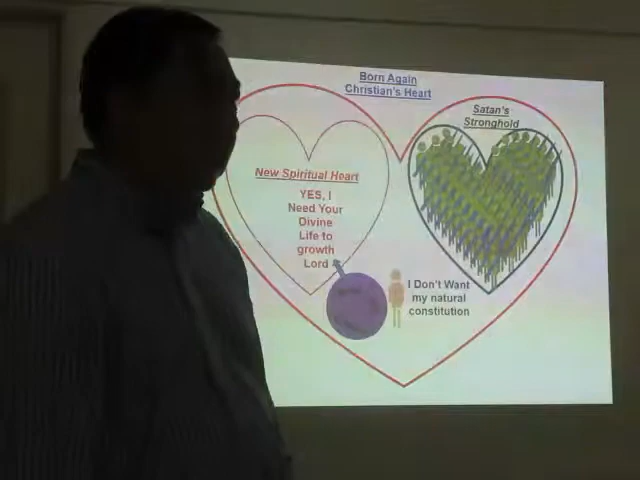 Born Again
Christian's Heart
Satan's
Stronghold
New Spiritual Heart
YES, I
Need Your
Divine
Life to
growth
Lord
I Don't Want
my natural
constitution